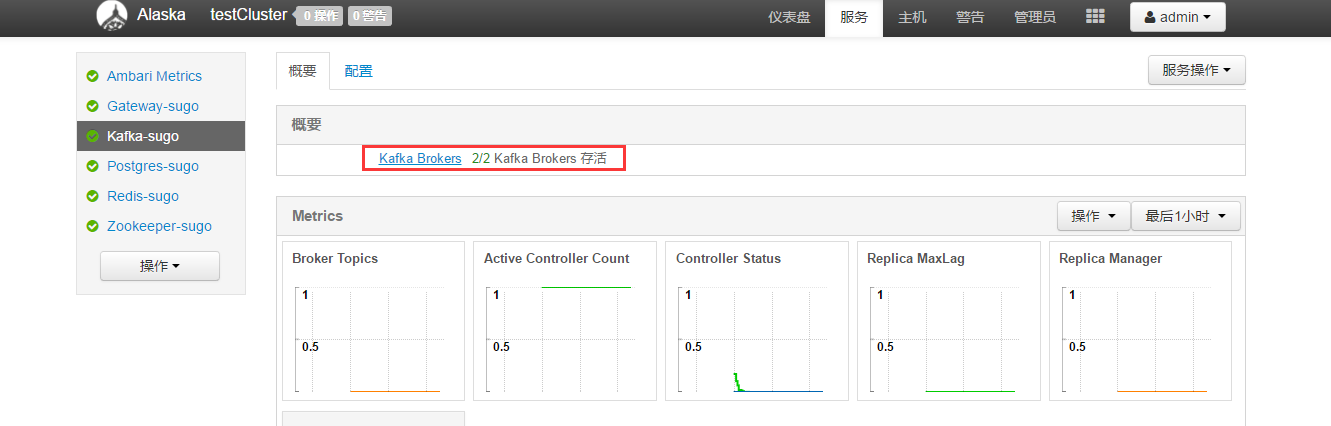 Alaska testCluster 0 操作 0 警告 仪表盘 服务 主机 警告 管理员 admin
Ambari Metrics
Gateway-sugo
Kafka-sugo
Postgres-sugo
Redis-sugo
Zookeeper-sugo
操作
概要 配置 服务操作
概要
Kafka Brokers 2/2 Kafka Brokers 存活
Metrics 操作 最后1小时
Broker Topics Active Controller Count Controller Status Replica MaxLag Replica Manager
1 1 1 1 1
0.5 0.5 0.5 0.5 0.5